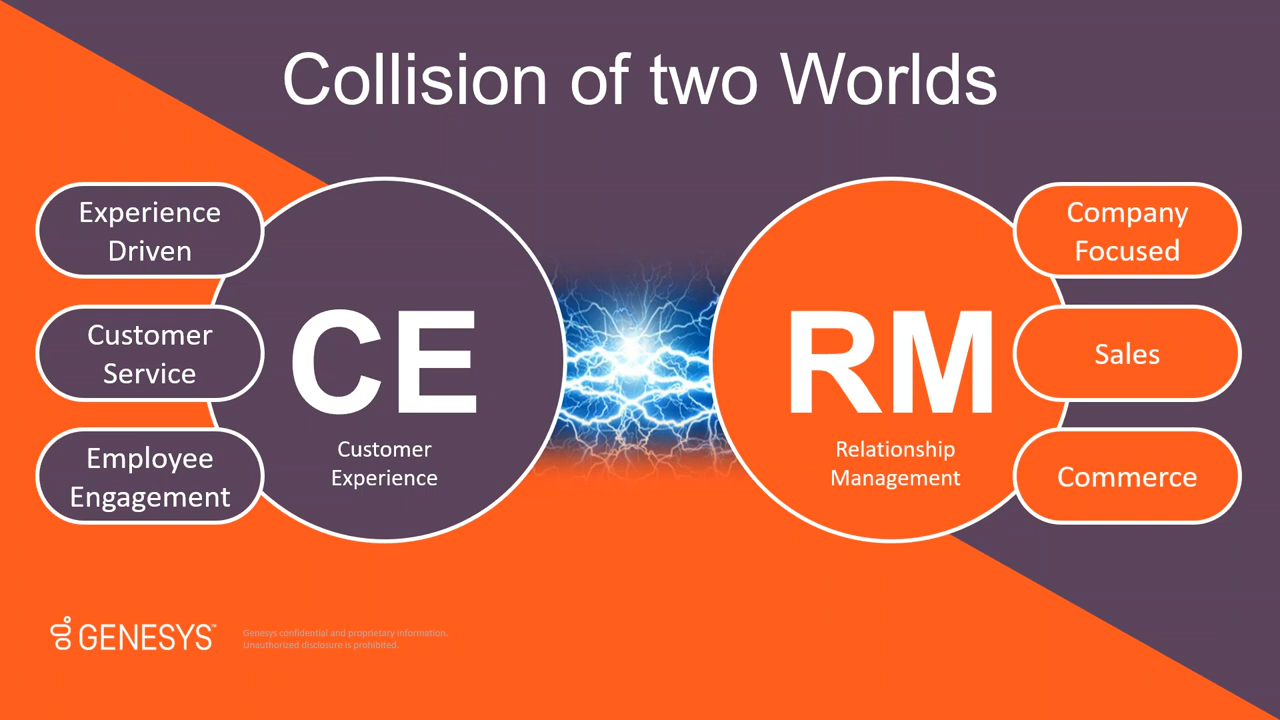 Collision of two Worlds
Experience
Driven
Customer
Service
Employee
Engagement
CE
Customer
Experience
RM
Relationship
Management
Company
Focused
Sales
Commerce
GENESYS™
Genesys confidential and proprietary information.
Unauthorized disclosure is prohibited.